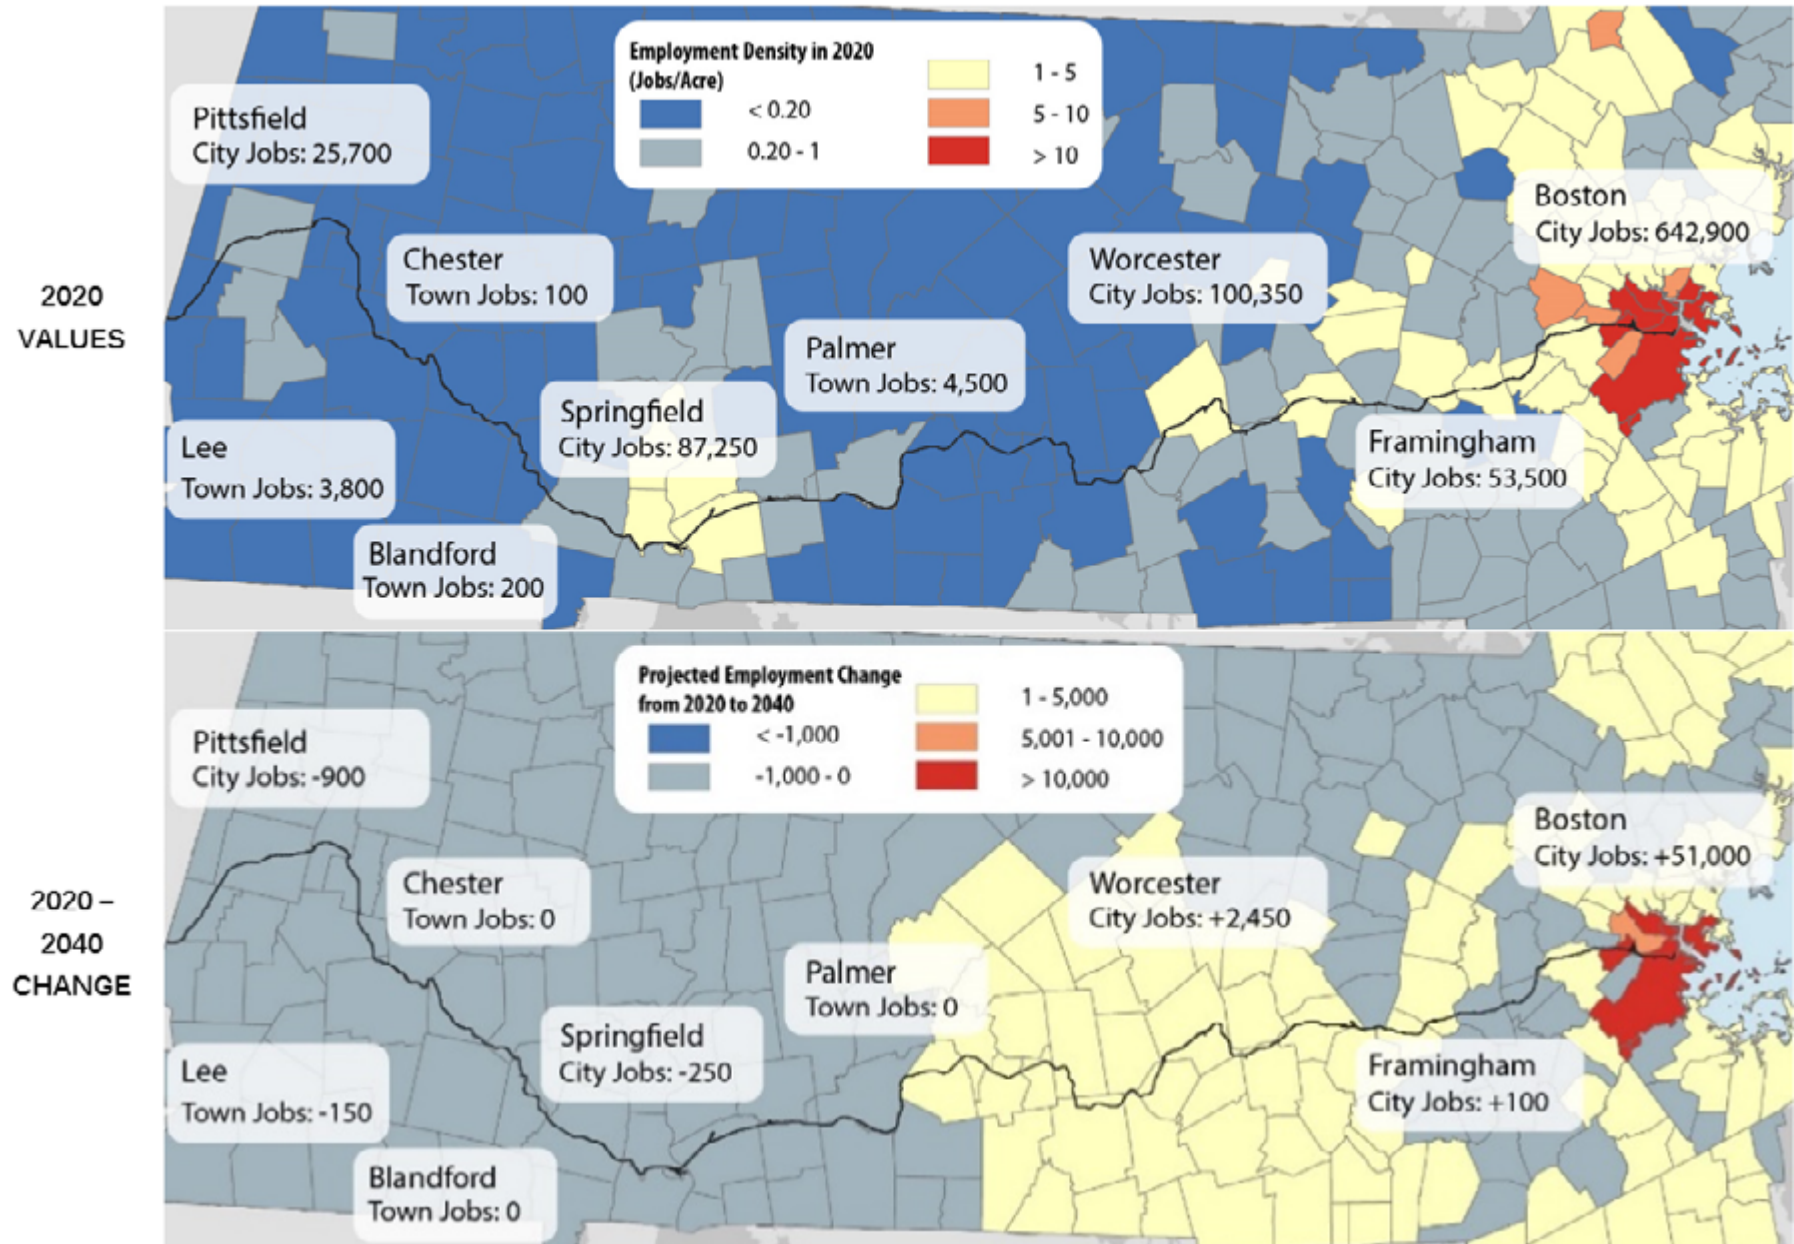 2020
VALUES
Employment Density in 2020
(Jobs/Acre)
< 0.20
0.20 - 1
1 - 5
5 - 10
> 10
Pittsfield
City Jobs: 25,700
Chester
Town Jobs: 100
Lee
Town Jobs: 3,800
Blandford
Town Jobs: 200
Springfield
City Jobs: 87,250
Palmer
Town Jobs: 4,500
Worcester
City Jobs: 100,350
Boston
City Jobs: 642,900
Framingham
City Jobs: 53,500
2020 –
2040
CHANGE
Projected Employment Change
from 2020 to 2040
< -1,000
-1,000 - 0
1 - 5,000
5,001 - 10,000
> 10,000
Pittsfield
City Jobs: -900
Chester
Town Jobs: 0
Lee
Town Jobs: -150
Blandford
Town Jobs: 0
Springfield
City Jobs: -250
Palmer
Town Jobs: 0
Worcester
City Jobs: +2,450
Boston
City Jobs: +51,000
Framingham
City Jobs: +100